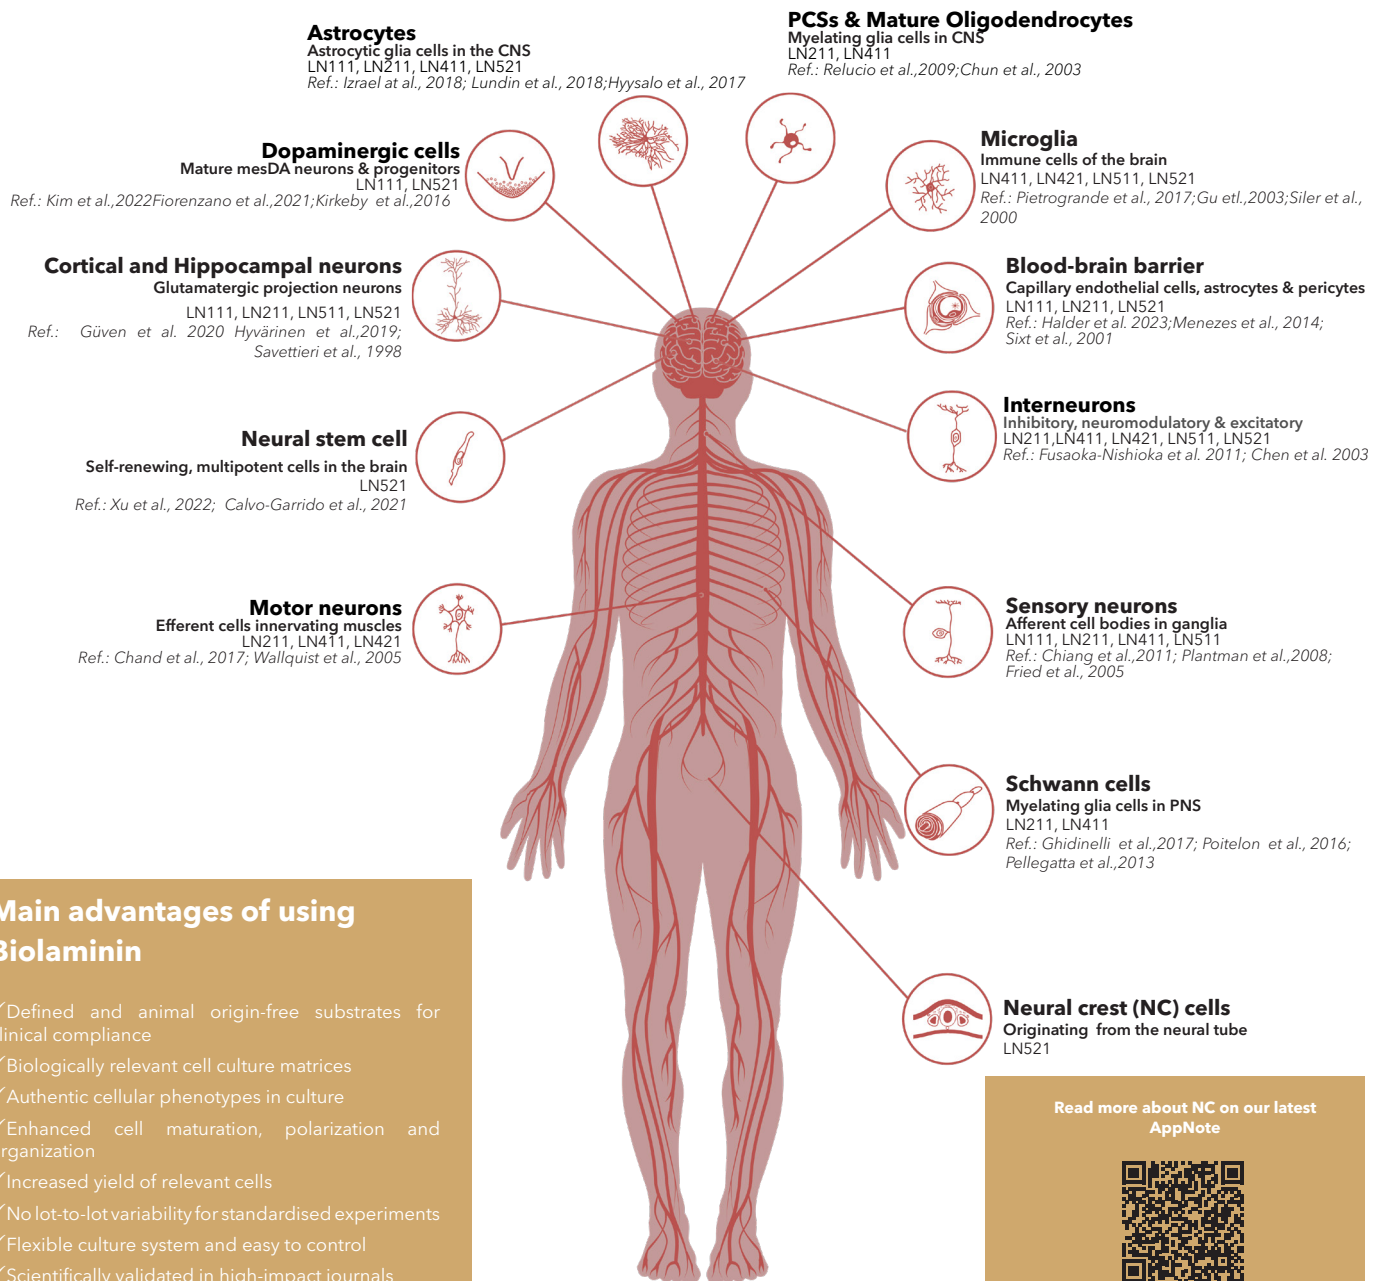 Astrocytes
Astrocytic glia cells in the CNS
LN111, LN211, LN411, LN521
Ref.: Izrael at al., 2018; Lundin et al., 2018;Hyysalo et al., 2017
PCSs & Mature Oligodendrocytes
Myelating glia cells in CNS
LN211, LN411
Ref.: Relucio et al.,2009;Chun et al., 2003
Dopaminergic cells
Mature mesDA neurons & progenitors
LN111, LN521
Ref.: Kim et al.,2022Fiorenzano et al.,2021;Kirkeby et al.,2016
Microglia
Immune cells of the brain
LN411, LN421, LN511, LN521
Ref.: Pietrogrande et al., 2017;Gu etl.,2003;Siler et al.,
2000
Cortical and Hippocampal neurons
Glutamatergic projection neurons
LN111, LN211, LN511, LN521
Ref.: Güven et al. 2020 Hyvärinen et al.,2019;
Savettieri et al., 1998
Blood-brain barrier
Capillary endothelial cells, astrocytes & pericytes
LN111, LN211, LN521
Ref.: Halder et al. 2023;Menezes et al., 2014;
Sixt et al., 2001
Neural stem cell
Self-renewing, multipotent cells in the brain
LN521
Ref.: Xu et al., 2022; Calvo-Garrido et al., 2021
Interneurons
Inhibitory, neuromodulatory & excitatory
LN211,LN411, LN421, LN511, LN521
Ref.: Fusaoka-Nishioka et al. 2011; Chen et al. 2003
Motor neurons
Efferent cells innervating muscles
LN211, LN411, LN421
Ref.: Chand et al., 2017; Wallquist et al., 2005
Sensory neurons
Afferent cell bodies in ganglia
LN111, LN211, LN411, LN511
Ref.: Chiang et al.,2011; Plantman et al.,2008;
Fried et al., 2005
Schwann cells
Myelating glia cells in PNS
LN211, LN411
Ref.: Ghidinelli et al.,2017; Poitelon et al., 2016;
Pellegatta et al.,2013
Neural crest (NC) cells
Originating from the neural tube
LN521
Main advantages of using
Biolaminin
✓Defined and animal origin-free substrates for
linical compliance
✓Biologically relevant cell culture matrices
✓Authentic cellular phenotypes in culture
✓Enhanced cell maturation, polarization and
rganization
✓Increased yield of relevant cells
✓No lot-to-lot variability for standardised experiments
✓Flexible culture system and easy to control
✓Scientifically validated in high-impact journals
Read more about NC on our latest
AppNote